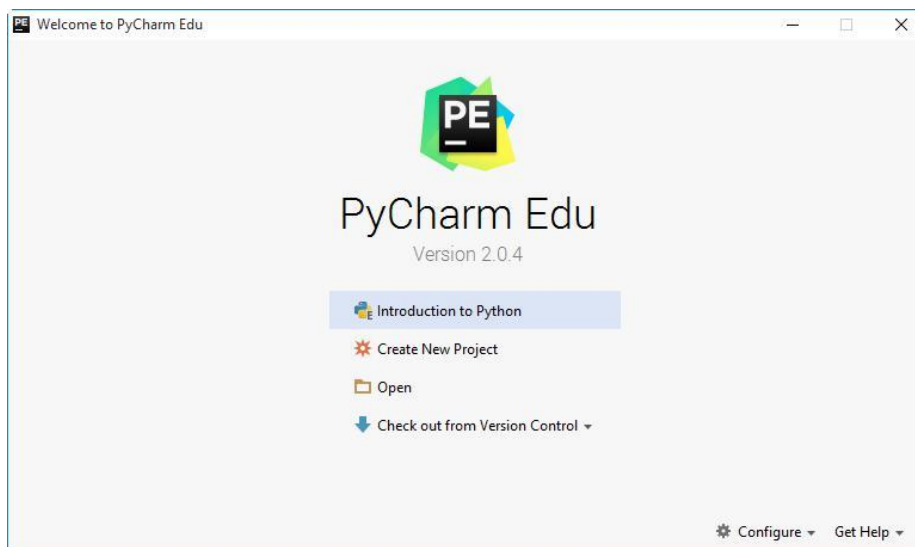 PE Welcome to PyCharm Edu
PE
PyCharm Edu
Version 2.0.4
Introduction to Python
Create New Project
Open
Check out from Version Control
Configure Get Help